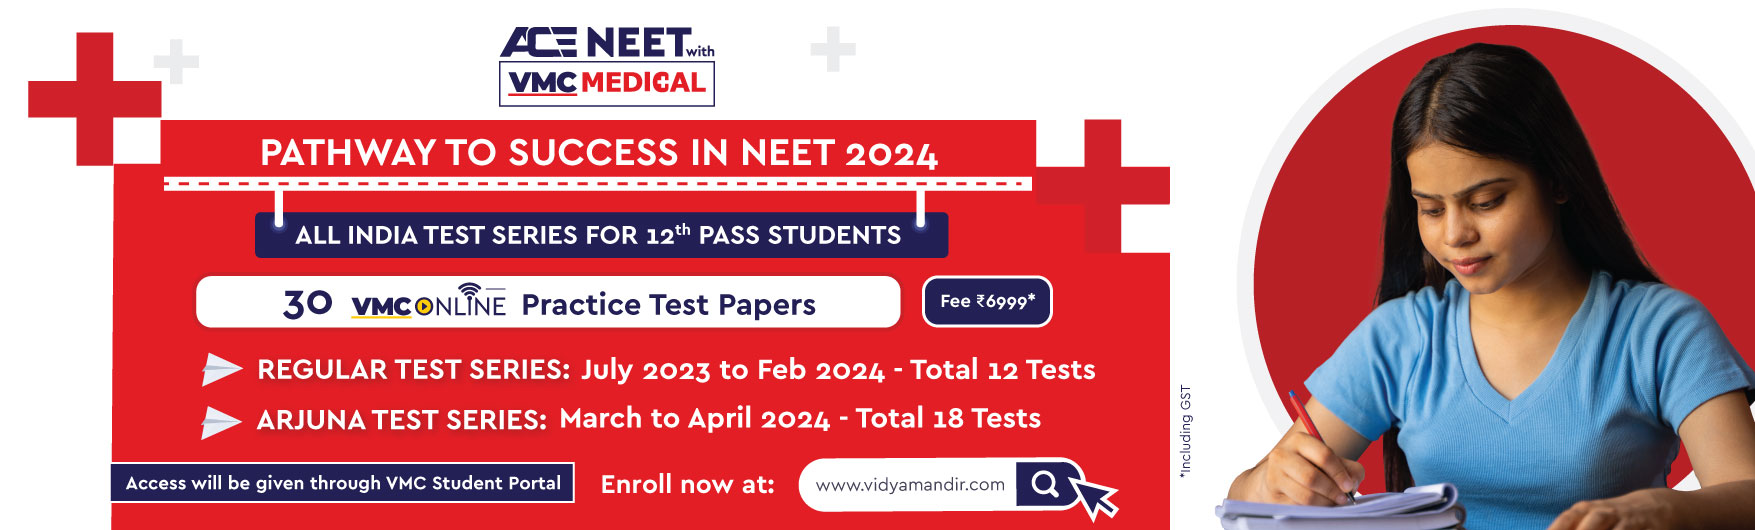 ACE NEET with
VMC MEDICAL
PATHWAY TO SUCCESS IN NEET 2024
ALL INDIA TEST SERIES FOR 12th PASS STUDENTS
30 VMC ONLINE Practice Test Papers
Fee ₹6999*
REGULAR TEST SERIES: July 2023 to Feb 2024 - Total 12 Tests
ARJUNA TEST SERIES: March to April 2024 - Total 18 Tests
Access will be given through VMC Student Portal
Enroll now at: www.vidyamandir.com
*Including GST